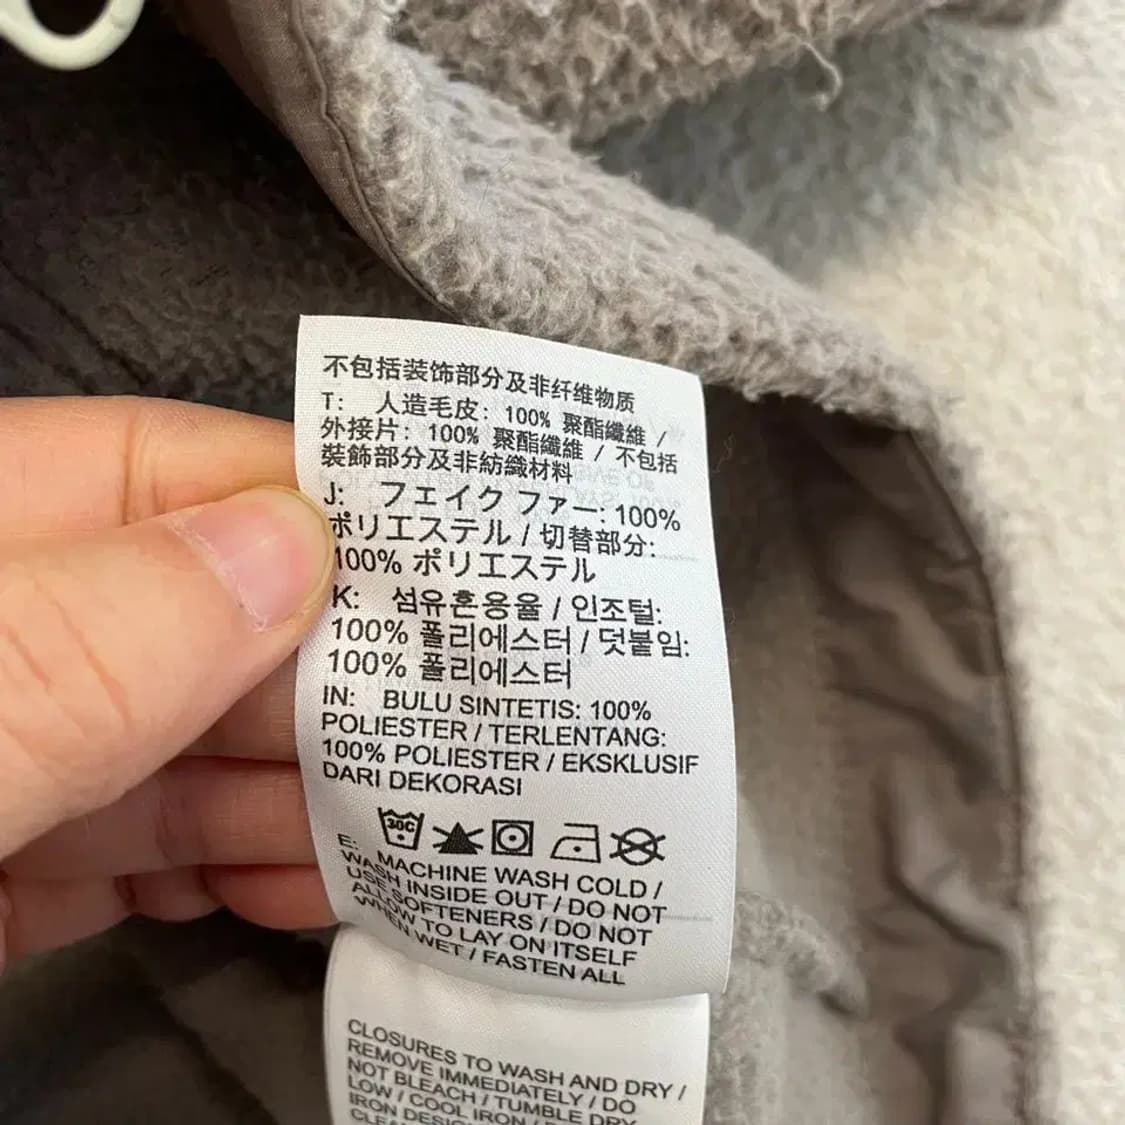 不包括装饰部分及非纤维物质
T: 人造毛皮: 100% 聚酯纖維 /
外接片: 100% 聚酯纖維 / 不包括
裝飾部分及非紡織材料
J: フェイク ファー: 100%
ポリエステル / 切替部分:
100% ポリエステル
K: 섬유혼용율 / 인조털:
100% 폴리에스터 / 덧붙임:
100% 폴리에스터
IN: BULU SINTETIS: 100%
POLIESTER / TERLENTANG:
100% POLIESTER / EKSKLUSIF
DARI DEKORASI
30C
E: MACHINE WASH COLD /
WASH INSIDE OUT / DO NOT
USE SOFTENERS / DO NOT
ALLOW TO LAY ON ITSELF
WHEN WET / FASTEN ALL
CLOSURES TO WASH AND DRY /
REMOVE IMMEDIATELY / DO
NOT BLEACH / TUMBLE DRY
LOW / COOL IRON /
IRON